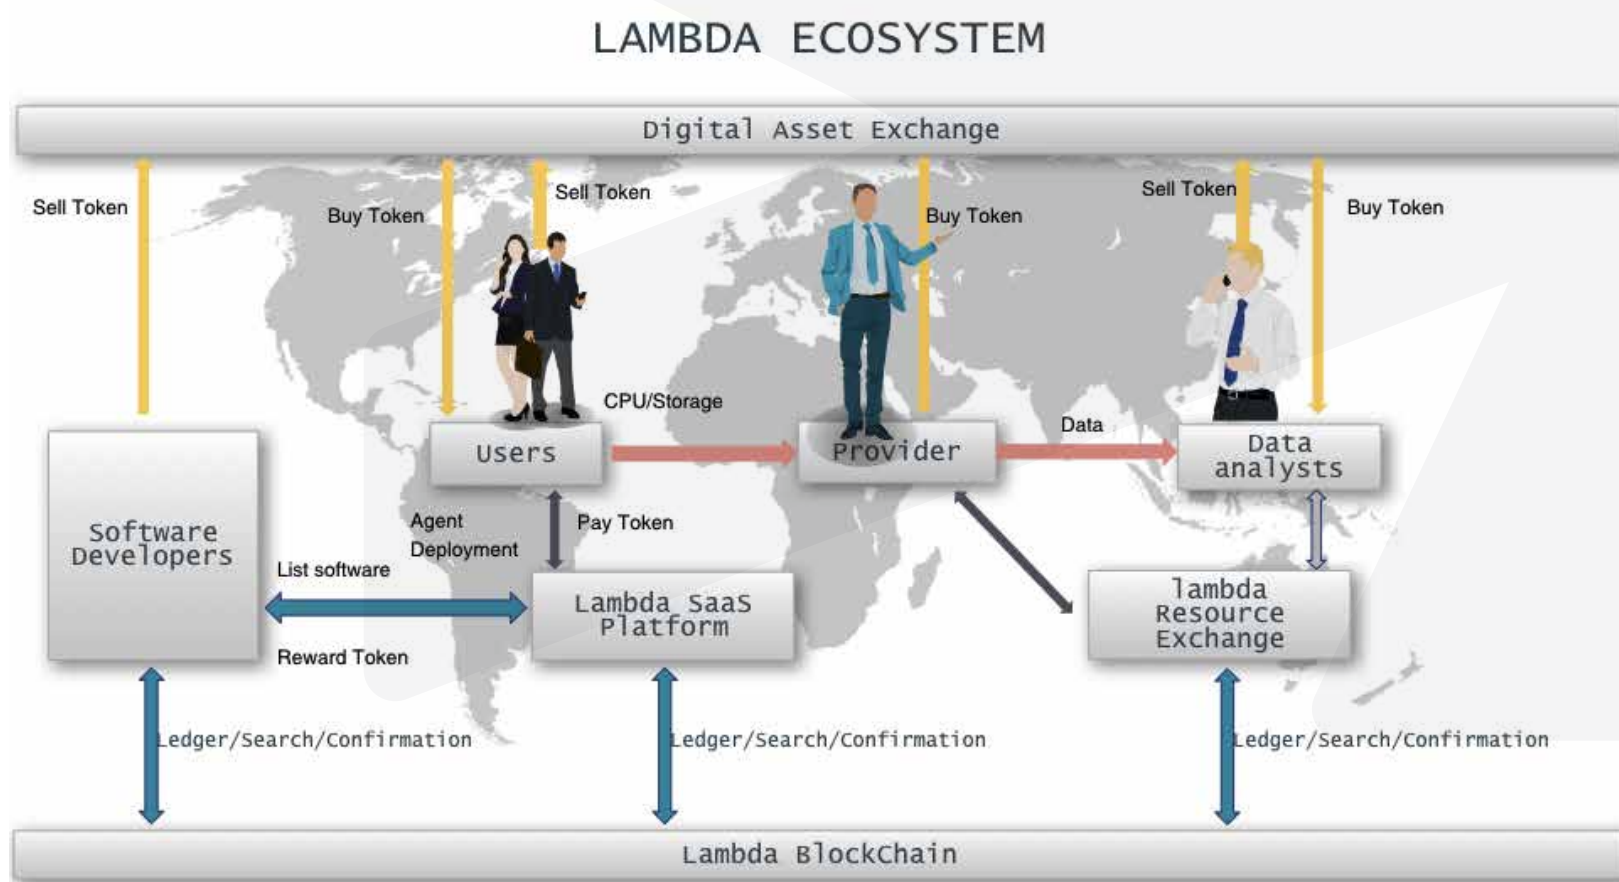 LAMBDA ECOSYSTEM
Digital Asset Exchange
Sell Token
Buy Token
Sell Token
Buy Token
Sell Token
Buy Token
CPU/Storage
Data
Users
Provider
Data
analysts
Software
Developers
Agent
Deployment
Pay Token
List software
Reward Token
Lambda SaaS
Platform
lambda
Resource
Exchange
Ledger/Search/Confirmation
Ledger/Search/Confirmation
Ledger/Search/Confirmation
Lambda BlockChain